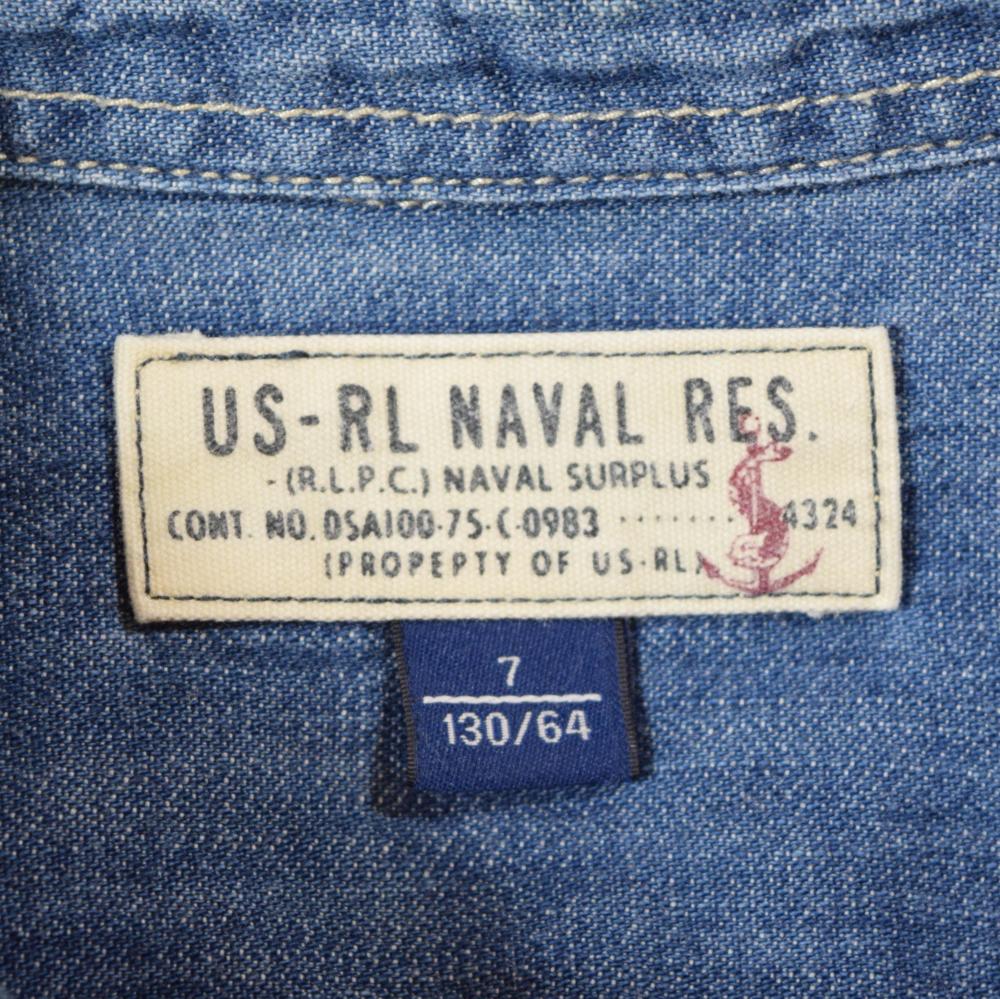 US-RL NAVAL RES.
-(R.L.P.C.) NAVAL SURPLUS
CONT. NO. DSA100-75-C-0983 ········ 4324
(PROPEPTY OF US-RL)
7
130/64